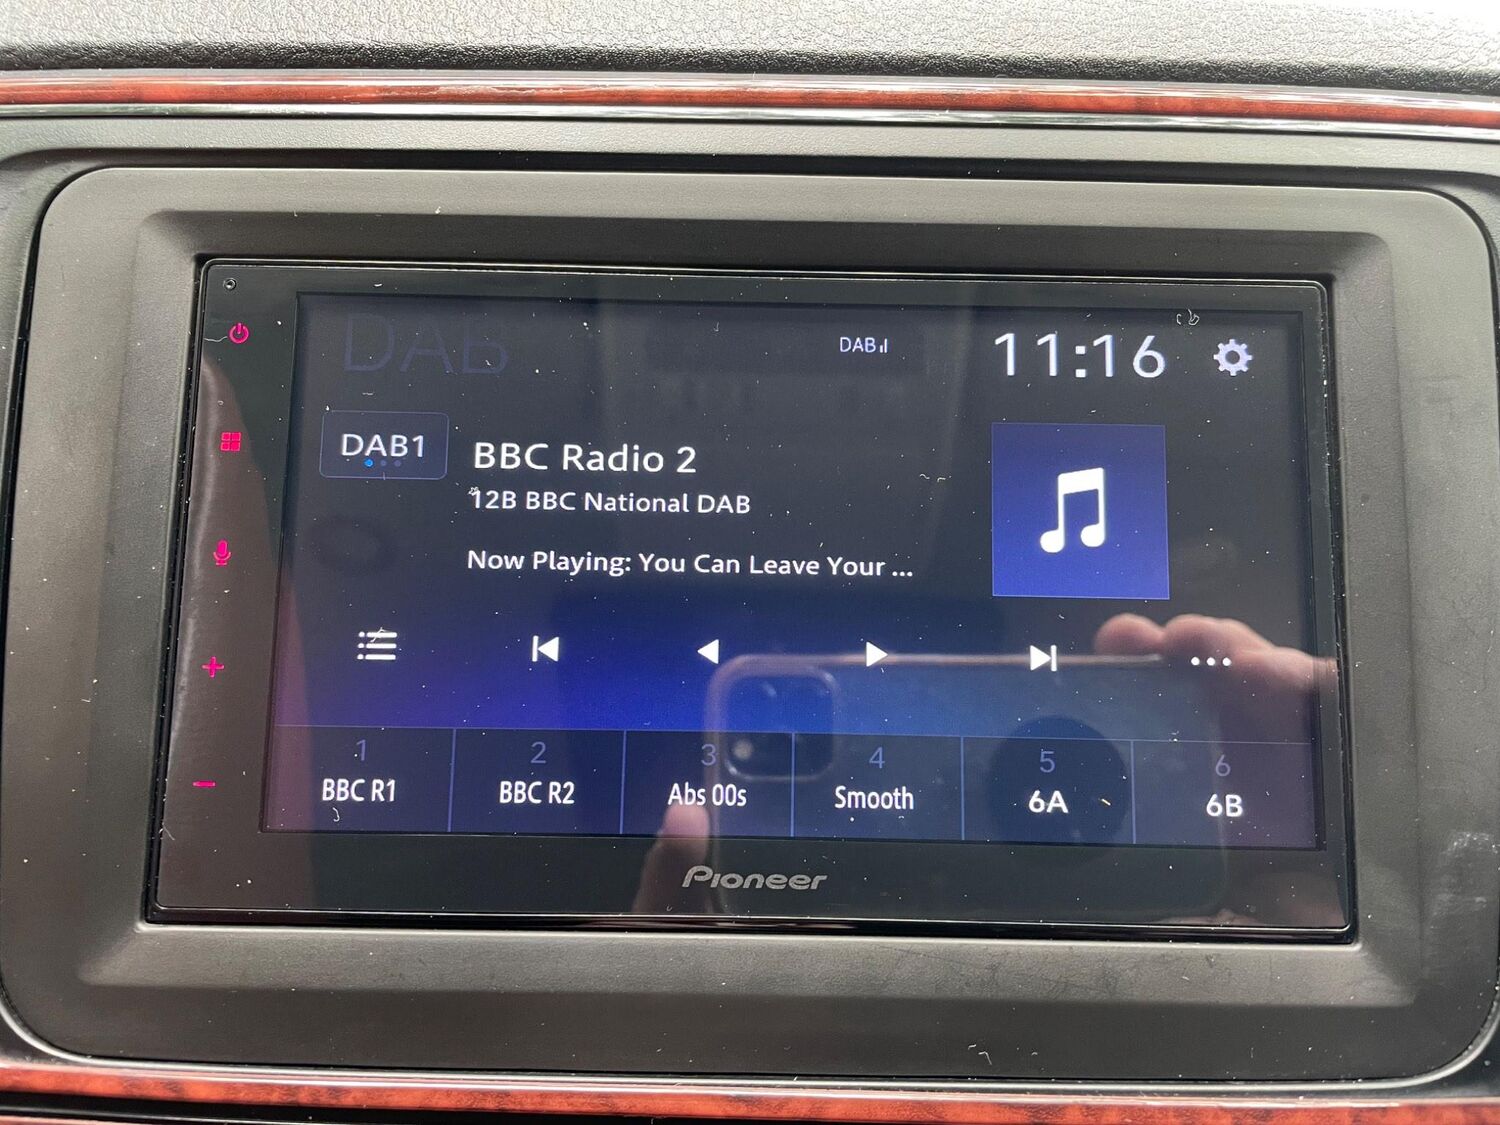 DAB
DAB
11:16
DAB1
BBC Radio 2
12B BBC National DAB
Now Playing: You Can Leave Your ...
1
2
3
4
5
6
BBC R1
BBC R2
Abs 00s
Smooth
6A
6B
Pioneer